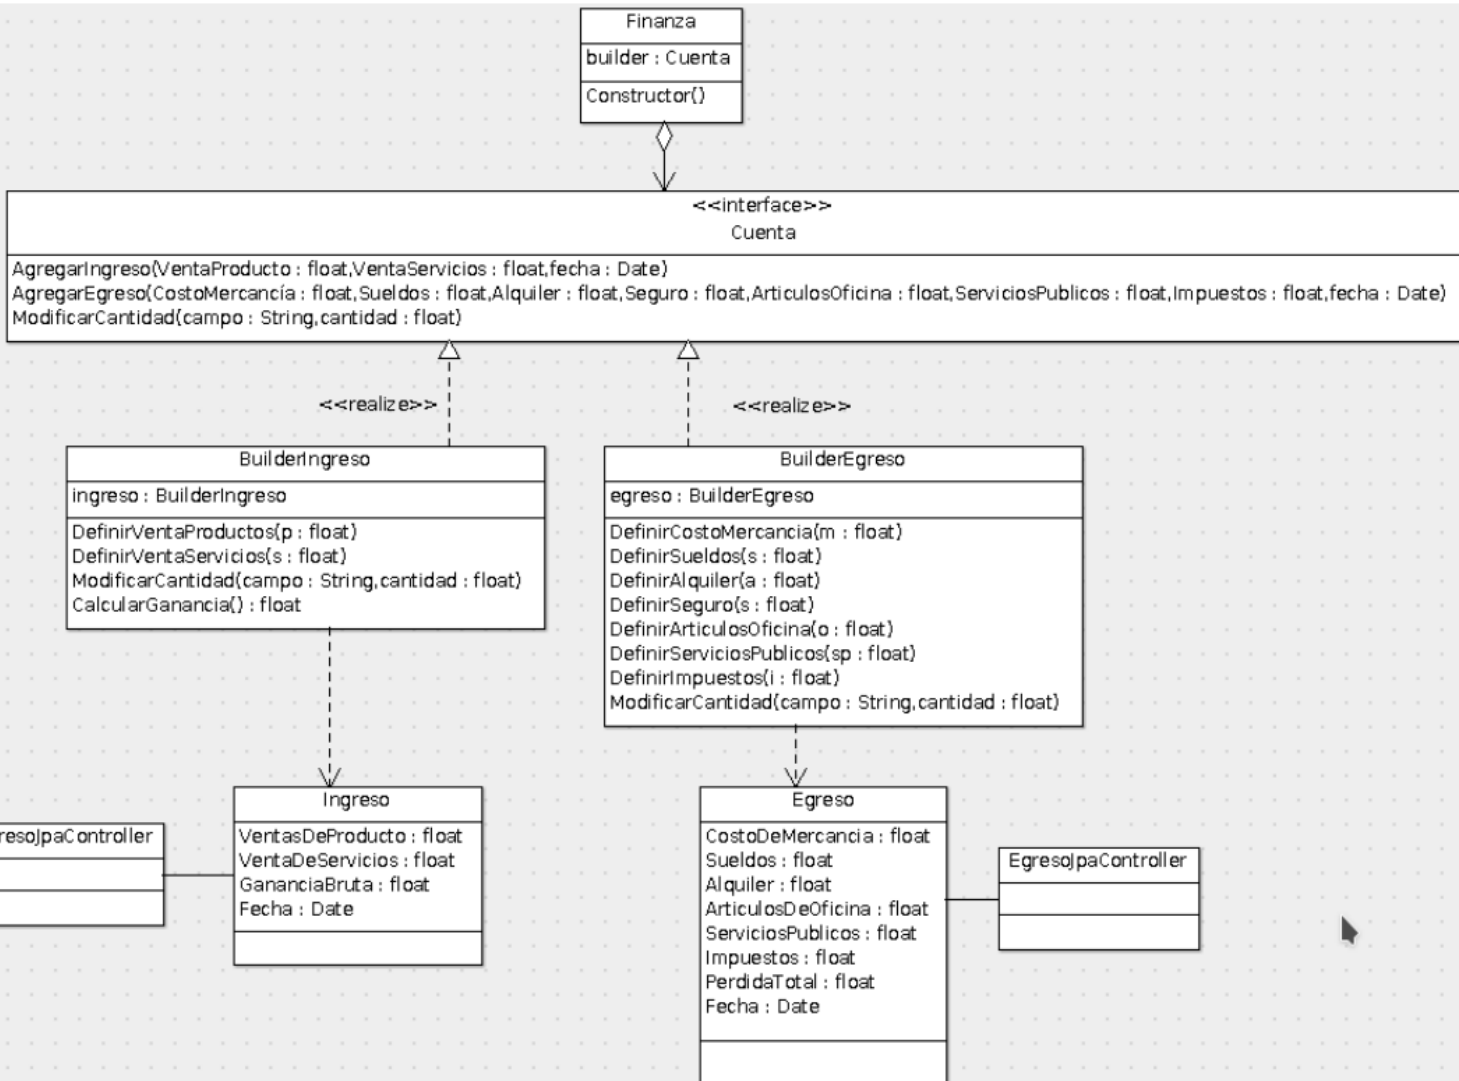 Finanza
builder : Cuenta
Constructor()
<<interface>>
Cuenta
AgregarIngreso(VentaProducto : float,VentaServicios : float,fecha : Date)
AgregarEgreso(CostoMercancía : float,Sueldos : float,Alquiler : float,Seguro : float,ArticulosOficina : float,ServiciosPublicos : float,Impuestos : float,fecha : Date)
ModificarCantidad(campo : String,cantidad : float)
<<realize>>
<<realize>>
BuilderIngreso
ingreso : BuilderIngreso
DefinirVentaProductos(p : float)
DefinirVentaServicios(s : float)
ModificarCantidad(campo : String,cantidad : float)
CalcularGanancia() : float
BuilderEgreso
egreso : BuilderEgreso
DefinirCostoMercancia(m : float)
DefinirSueldos(s : float)
DefinirAlquiler(a : float)
DefinirSeguro(s : float)
DefinirArticulosOficina(o : float)
DefinirServiciosPublicos(sp : float)
DefinirImpuestos(i : float)
ModificarCantidad(campo : String,cantidad : float)
resoJpaController
Ingreso
VentasDeProducto : float
VentaDeServicios : float
GananciaBruta : float
Fecha : Date
Egreso
CostoDeMercancia : float
Sueldos : float
Alquiler : float
ArticulosDeOficina : float
ServiciosPublicos : float
Impuestos : float
PerdidaTotal : float
Fecha : Date
EgresoJpaController